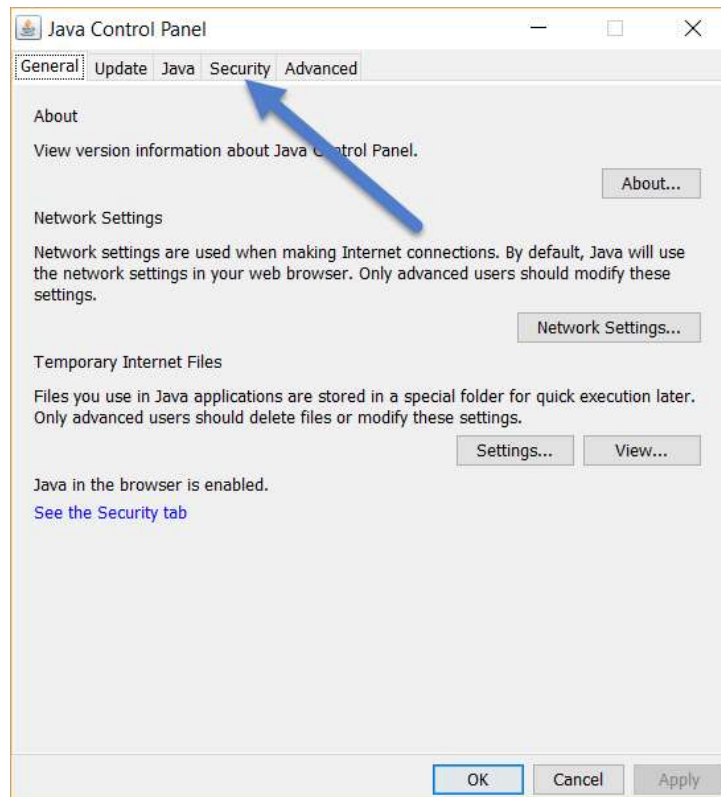 Java Control Panel
General Update Java Security Advanced
About
View version information about Java Control Panel.
About...
Network Settings
Network settings are used when making Internet connections. By default, Java will use
the network settings in your web browser. Only advanced users should modify these
settings.
Network Settings...
Temporary Internet Files
Files you use in Java applications are stored in a special folder for quick execution later.
Only advanced users should delete files or modify these settings.
Settings... View...
Java in the browser is enabled.
See the Security tab
OK Cancel Apply